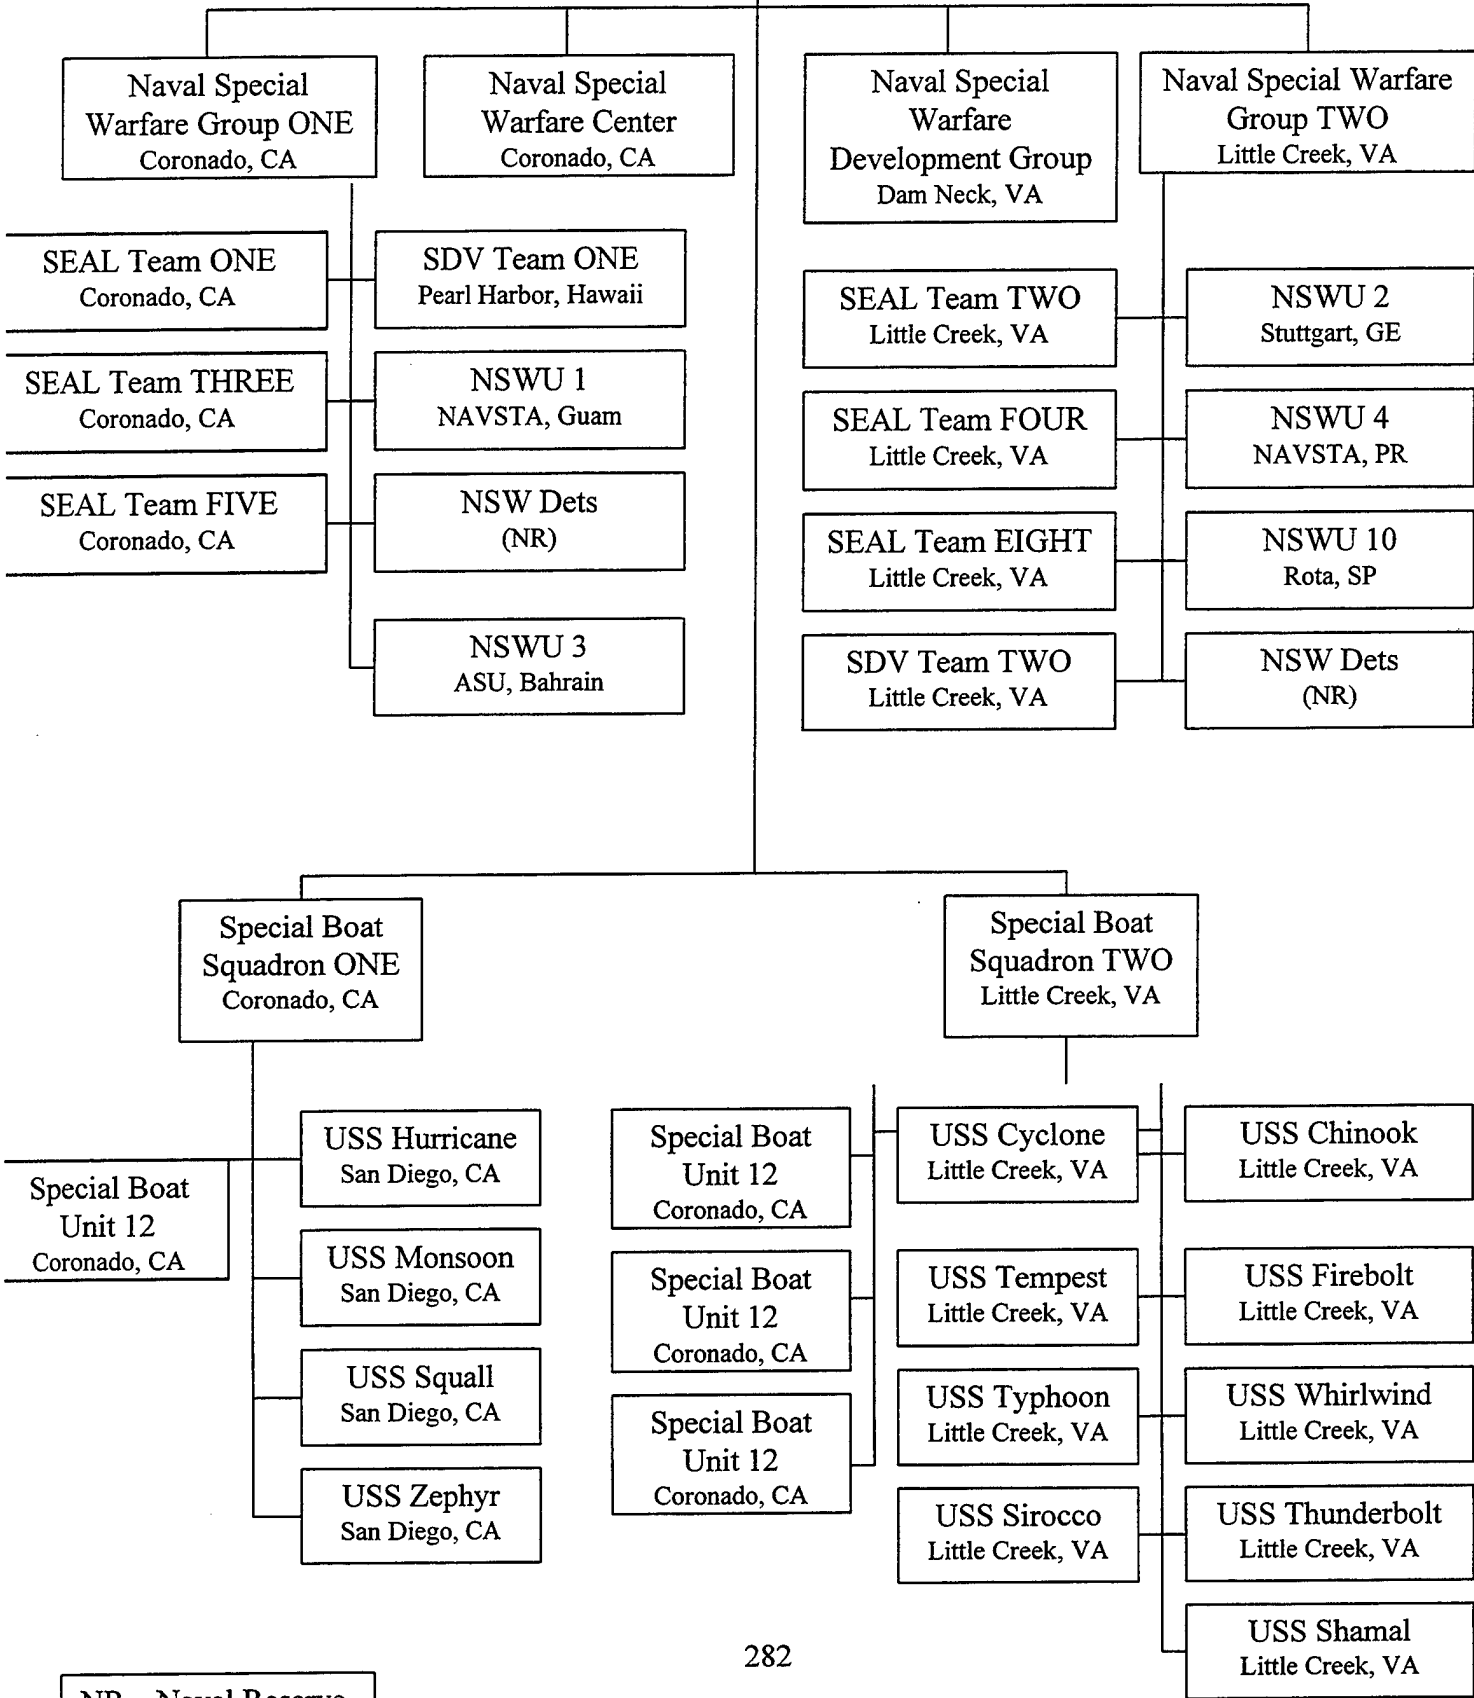 Naval Special
Warfare Group ONE
Coronado, CA
Naval Special
Warfare Center
Coronado, CA
Naval Special
Warfare
Development Group
Dam Neck, VA
Naval Special Warfare
Group TWO
Little Creek, VA
SEAL Team ONE
Coronado, CA
SDV Team ONE
Pearl Harbor, Hawaii
SEAL Team THREE
Coronado, CA
NSWU 1
NAVSTA, Guam
SEAL Team FIVE
Coronado, CA
NSW Dets
(NR)
NSWU 3
ASU, Bahrain
SEAL Team TWO
Little Creek, VA
NSWU 2
Stuttgart, GE
SEAL Team FOUR
Little Creek, VA
NSWU 4
NAVSTA, PR
SEAL Team EIGHT
Little Creek, VA
NSWU 10
Rota, SP
SDV Team TWO
Little Creek, VA
NSW Dets
(NR)
Special Boat
Squadron ONE
Coronado, CA
Special Boat
Squadron TWO
Little Creek, VA
Special Boat
Unit 12
Coronado, CA
USS Hurricane
San Diego, CA
USS Monsoon
San Diego, CA
USS Squall
San Diego, CA
USS Zephyr
San Diego, CA
Special Boat
Unit 12
Coronado, CA
Special Boat
Unit 12
Coronado, CA
Special Boat
Unit 12
Coronado, CA
USS Cyclone
Little Creek, VA
USS Tempest
Little Creek, VA
USS Typhoon
Little Creek, VA
USS Sirocco
Little Creek, VA
USS Chinook
Little Creek, VA
USS Firebolt
Little Creek, VA
USS Whirlwind
Little Creek, VA
USS Thunderbolt
Little Creek, VA
USS Shamal
Little Creek, VA
282
Naval Reserve